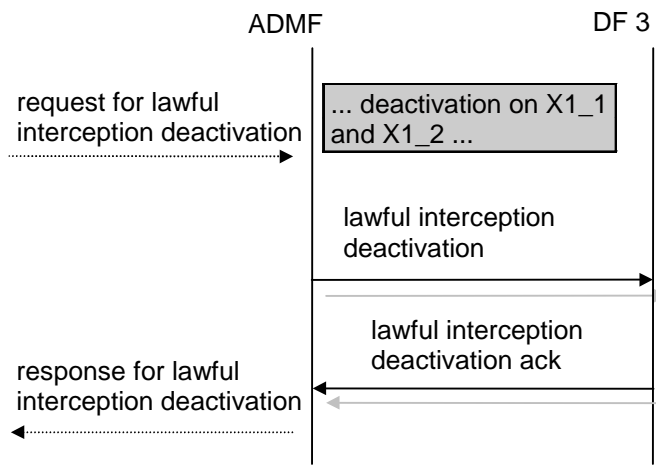 ADMF
DF 3
request for lawful
interception deactivation
... deactivation on X1_1
and X1_2 ...
lawful interception
deactivation
lawful interception
deactivation ack
response for lawful
interception deactivation